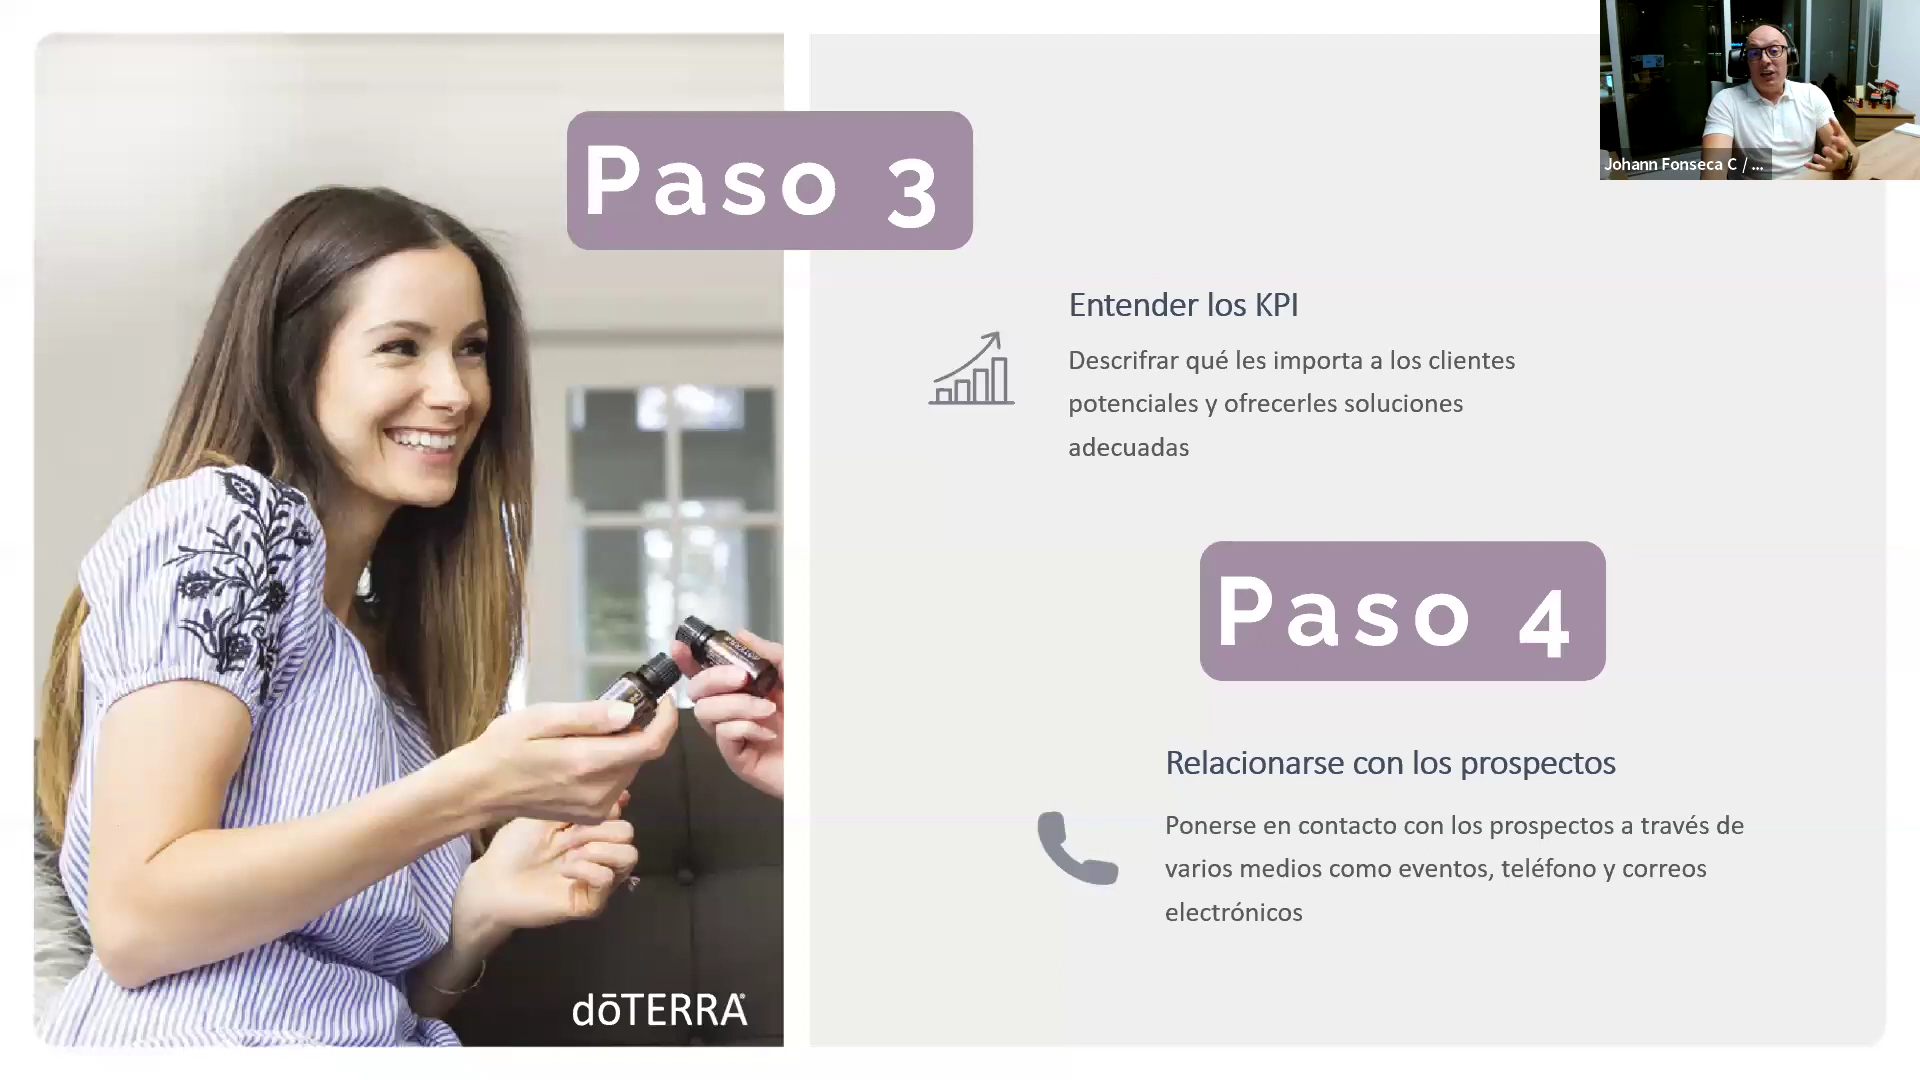 Johann Fonseca C / ...
Paso 3
Entender los KPI
Descrifrar qué les importa a los clientes
potenciales y ofrecerles soluciones
adecuadas
Paso 4
Relacionarse con los prospectos
Ponerse en contacto con los prospectos a través de
varios medios como eventos, teléfono y correos
electrónicos
dōTERRA®